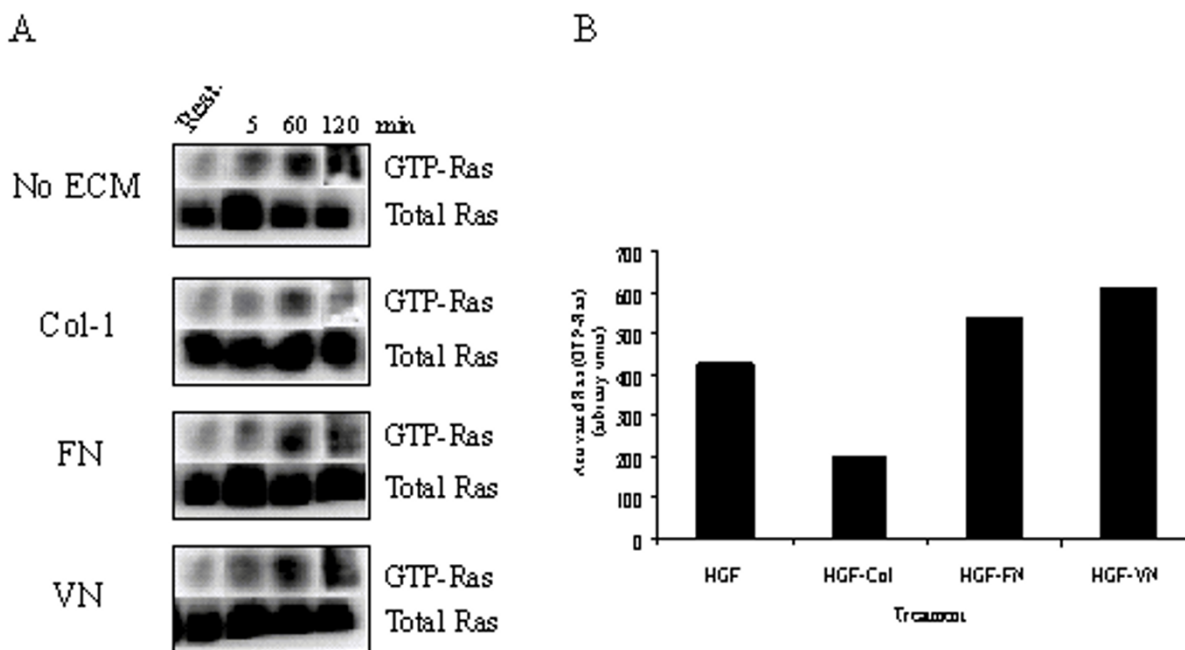 A
B
Rest.
5 60 120 min
No ECM
GTP-Ras
Total Ras
Col-1
GTP-Ras
Total Ras
FN
GTP-Ras
Total Ras
VN
GTP-Ras
Total Ras
700
600
500
400
300
200
100
0
HGF HGF-Col HGF-FN HGF-VN
Treatment